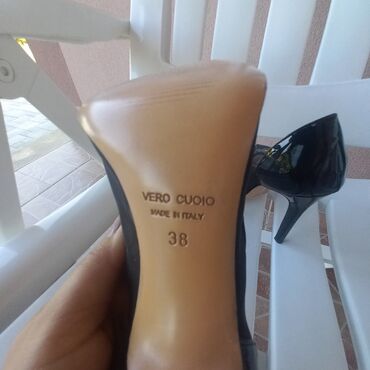 VERO CUOIO
MADE IN ITALY
38